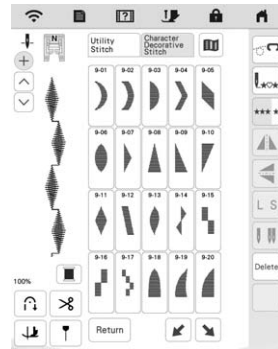 N
Utility
Stitch
Character
Decorative
Stitch
9-01 9-02 9-03 9-04 9-05
9-06 9-07 9-08 9-09 9-10
9-11 9-12 9-13 9-14 9-15
9-16 9-17 9-18 9-19 9-20
100%
L S
Delete
Return